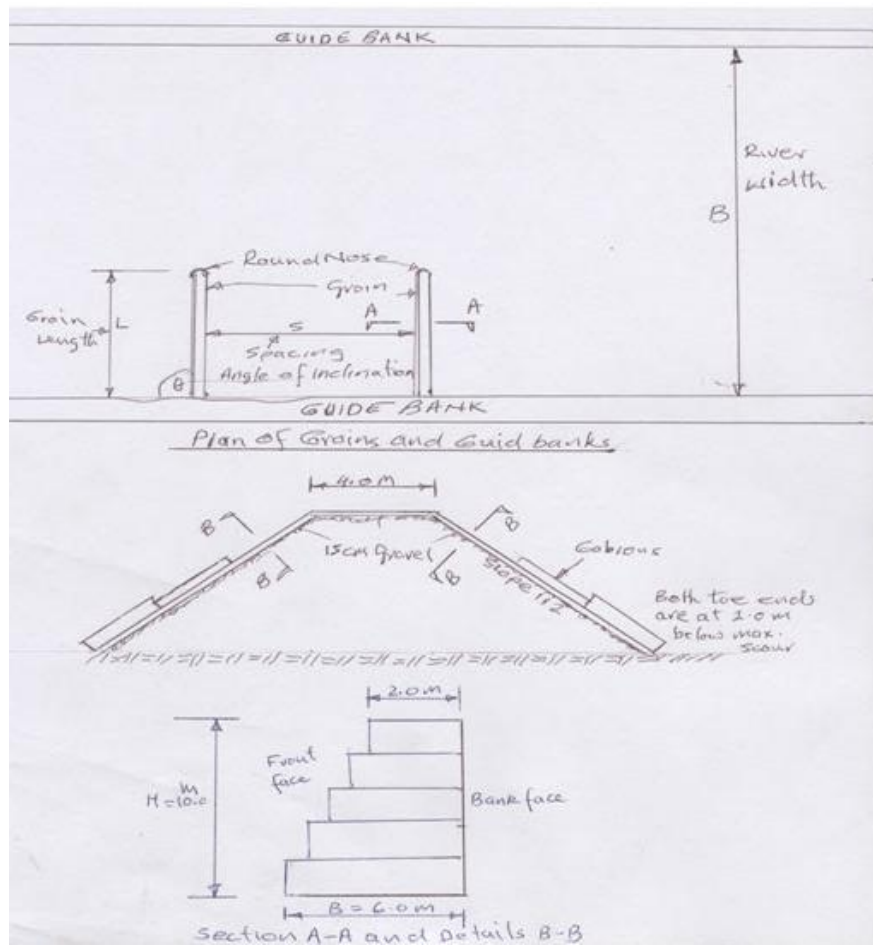 GUIDE BANK
River
width
B
Round Nose
Groin
Groin
Length
L
A A
S
Spacing
Angle of Inclination
θ
GUIDE BANK
Plan of Groins and Guid banks
4.0 M
B B
15cm gravel
B B
Slope 1:2
Gabions
Both toe ends
are at 1.0 m
below max.
scour
2.0 m
Front
face
H = 10.0 m
Bank face
B = 6.0 m
Section A-A and Details B-B